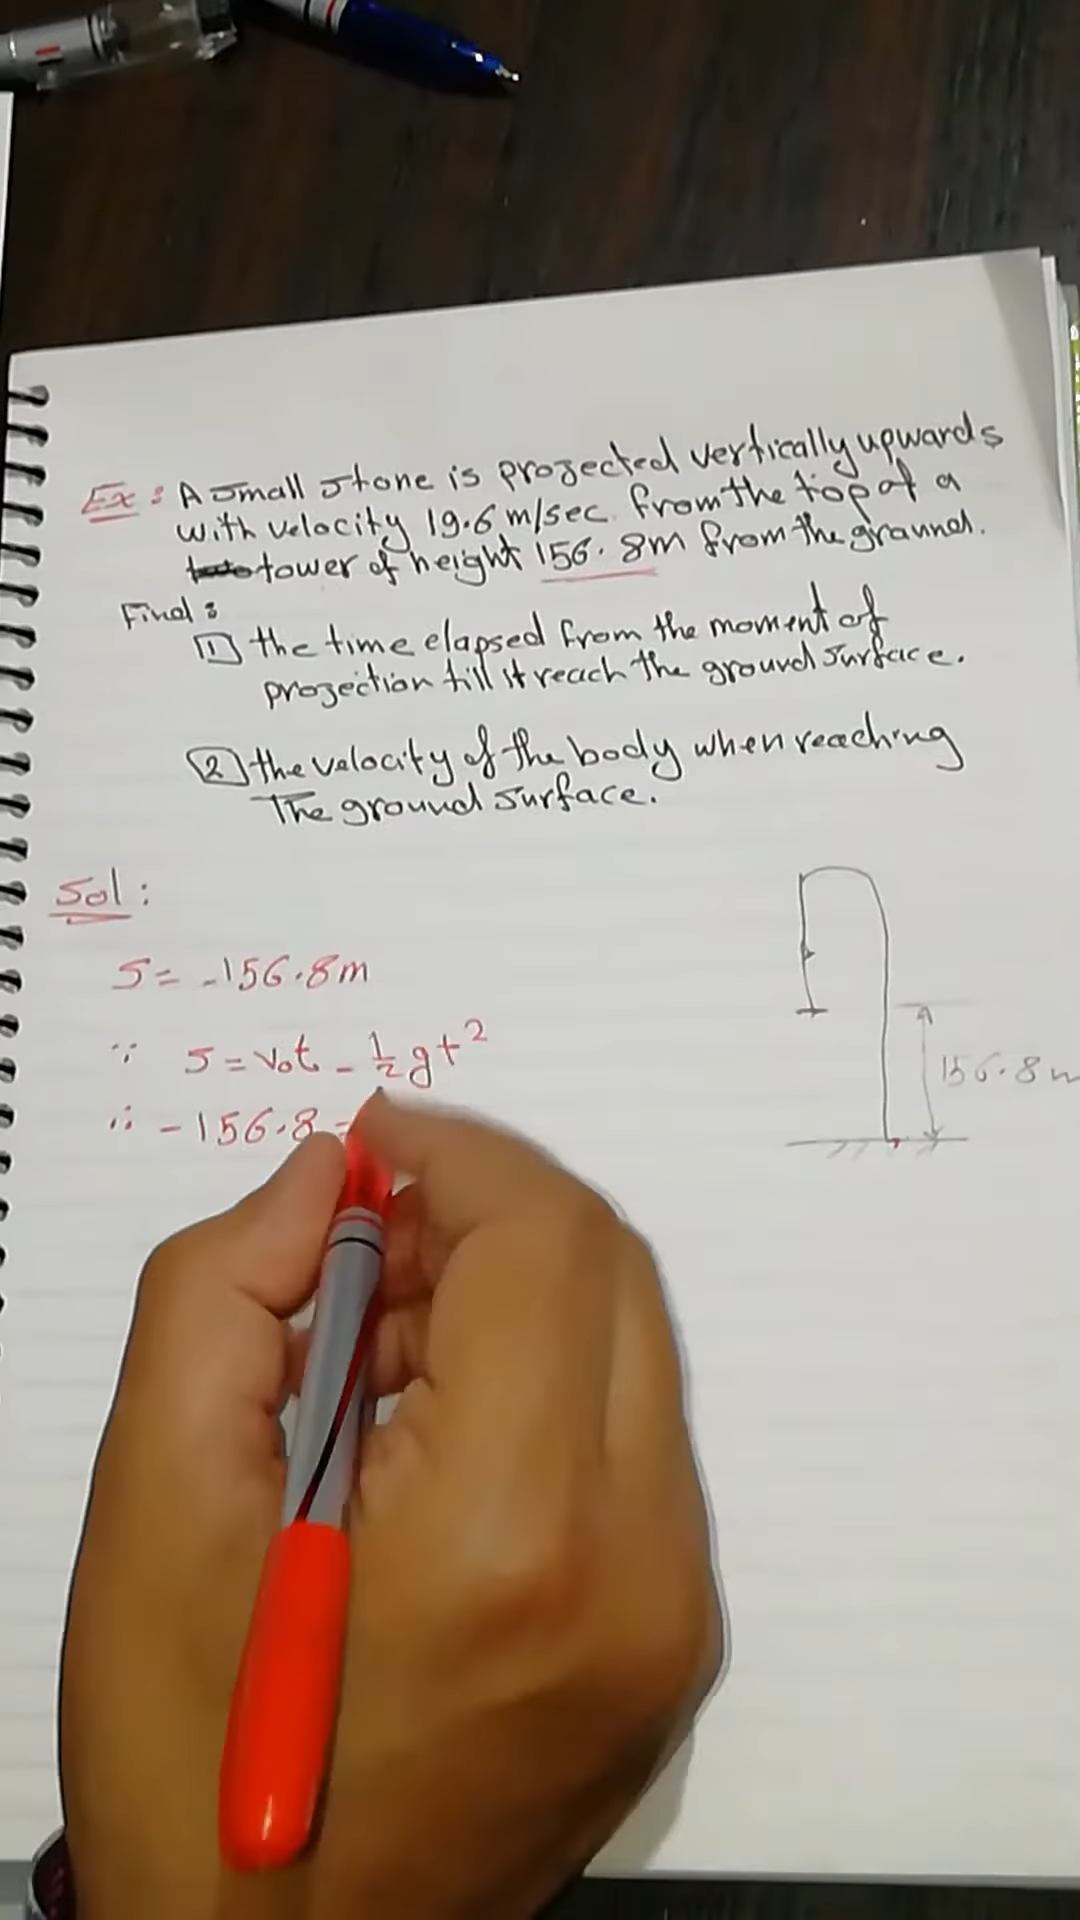 Ex: A small stone is projected vertically upwards
with velocity 19.6 m/sec from the top of a
tower of height 156.8m from the ground.
Find:
1 the time elapsed from the moment of
projection till it reach the ground surface.
2 the velocity of the body when reaching
The ground surface.
Sol:
S = -156.8m
∵ S = V₀t - ½gt²
156.8m
∴ -156.8 =